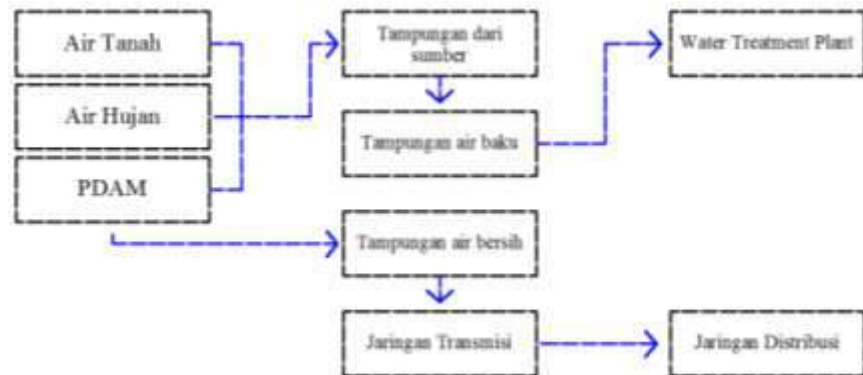 Air Tanah
Air Hujan
PDAM
Tampungan dari
sumber
Tampungan air baku
Water Treatment Plant
Tampungan air bersih
Jaringan Transmisi
Jaringan Distribusi